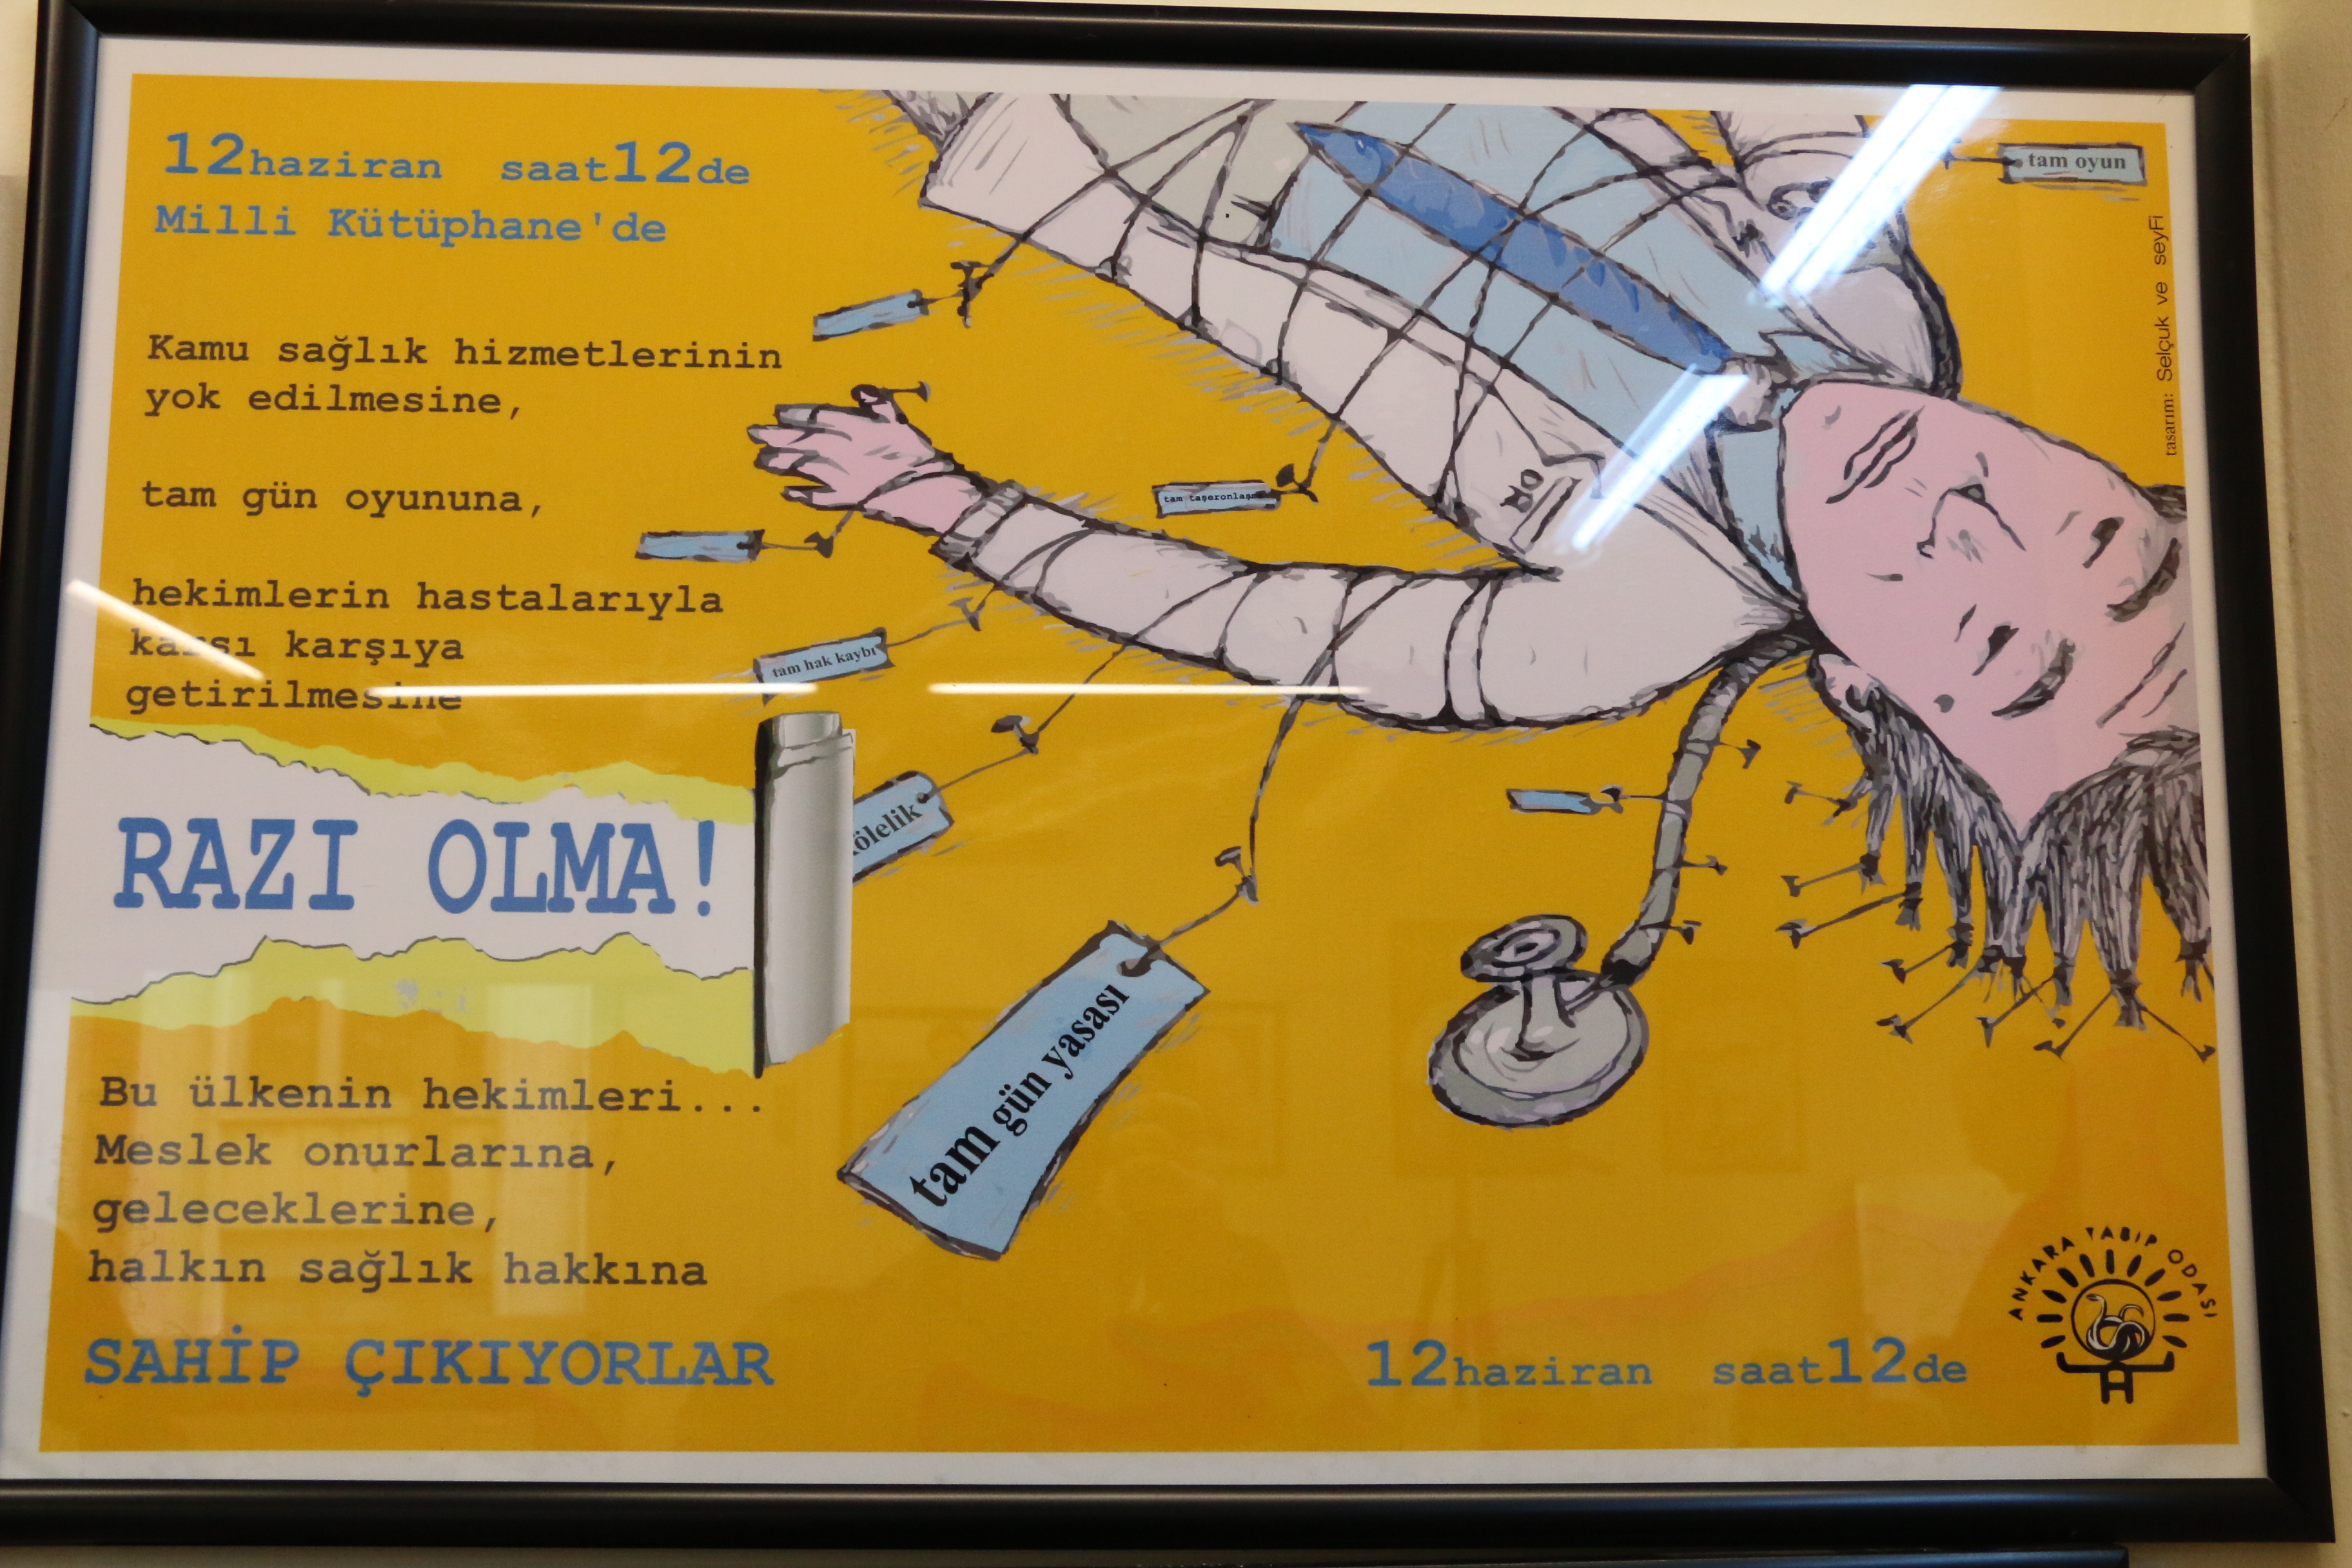 12haziran saat12de
Milli Kütüphane'de
Kamu sağlık hizmetlerinin
yok edilmesine,
tam gün oyununa,
hekimlerin hastalarıyla
karşı karşıya
getirilmesine
RAZI OLMA!
Bu ülkenin hekimleri...
Meslek onurlarına,
geleceklerine,
halkın sağlık hakkına
SAHİP ÇIKIYORLAR
tam oyun
tam taşeronlaşma
tam hak kaybı
ölelik
tam gün yasası
tasarım: Selçuk ve seyFi
12haziran saat12de
ANKARA TABİP ODASI